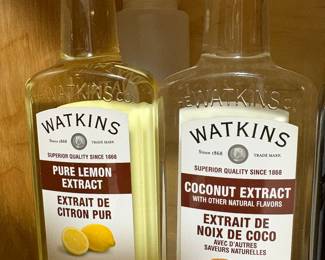 WATKINS
Since 1868 TRADE MARK
SUPERIOR QUALITY SINCE 1868
PURE LEMON
EXTRACT
EXTRAIT DE
CITRON PUR
WATKINS
Since 1868 TRADE MARK
SUPERIOR QUALITY SINCE 1868
COCONUT EXTRACT
WITH OTHER NATURAL FLAVORS
EXTRAIT DE
NOIX DE COCO
AVEC D'AUTRES
SAVEURS NATURELLES